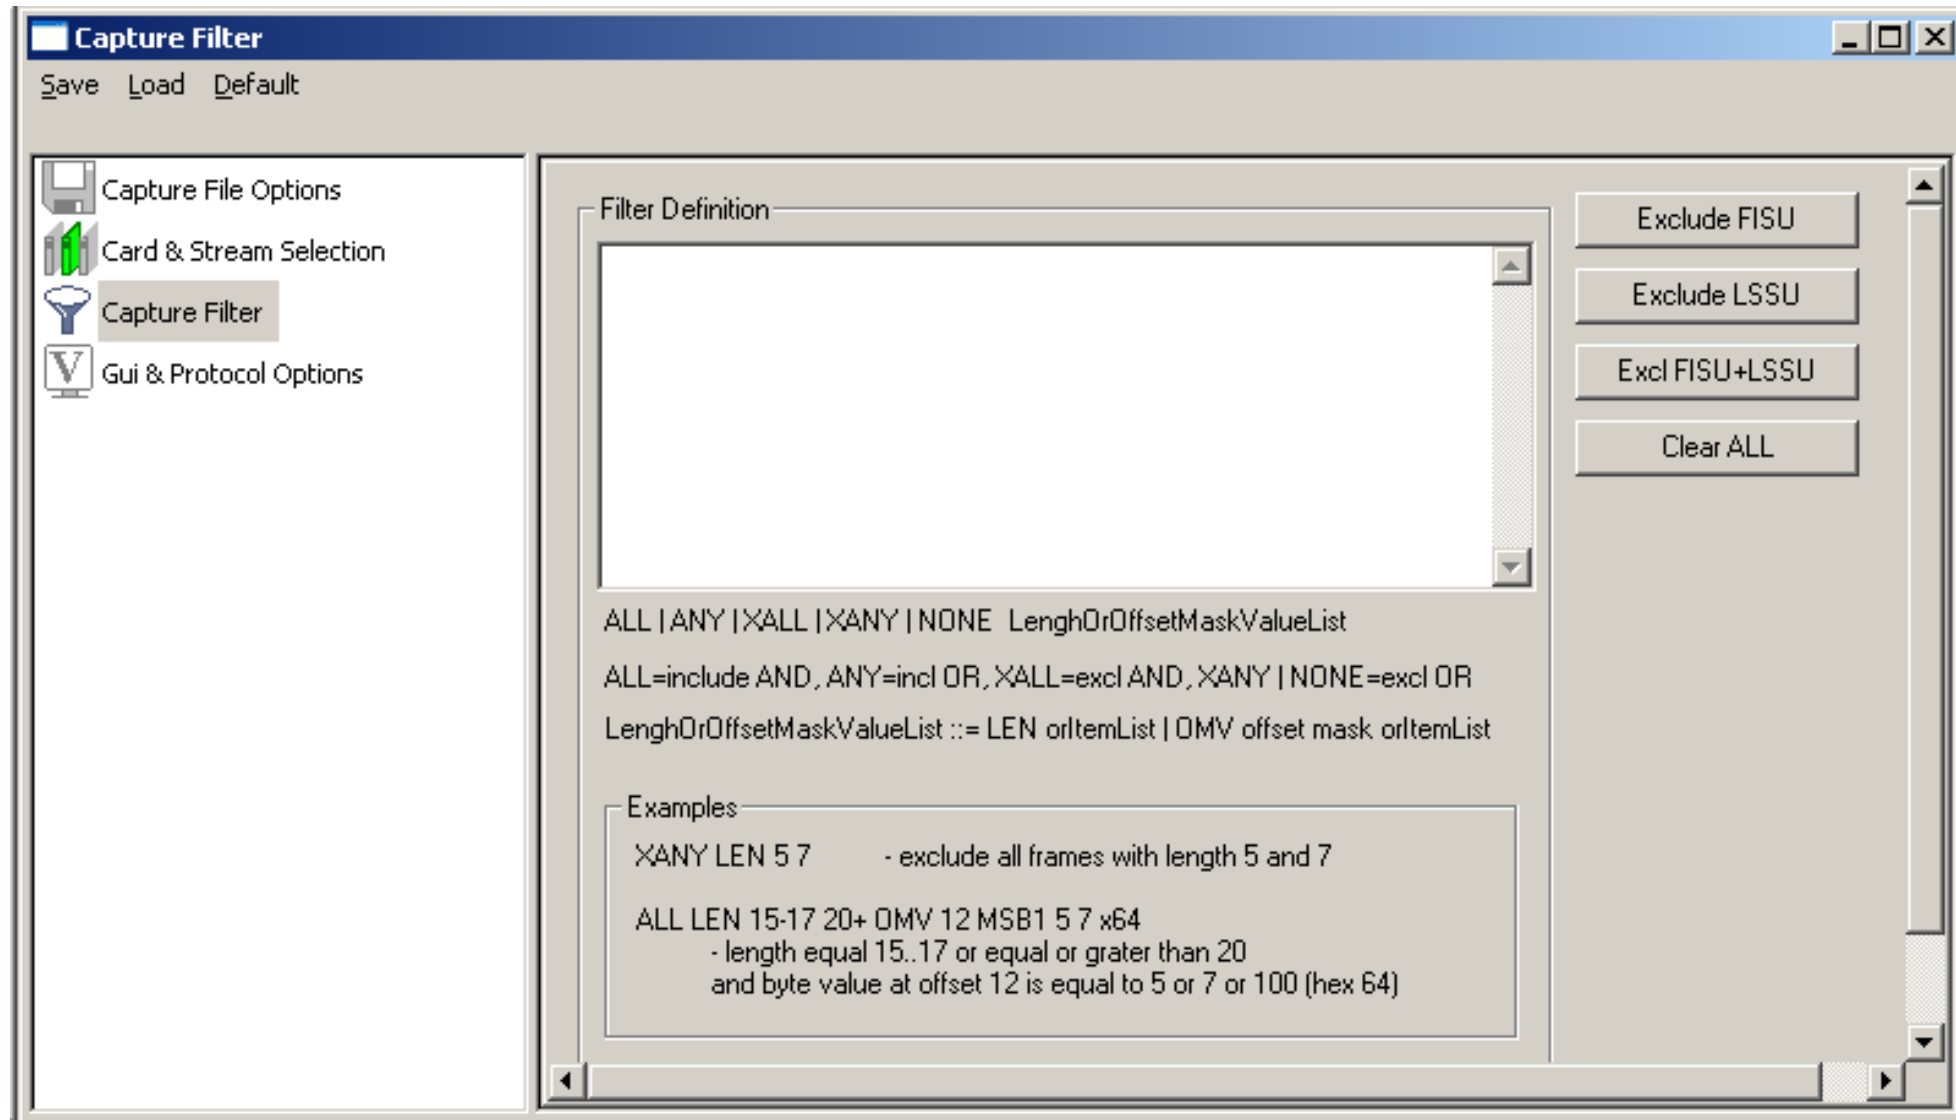 Capture Filter
Save Load Default
Capture File Options
Card & Stream Selection
Capture Filter
V Gui & Protocol Options
Filter Definition
Exclude FISU
Exclude LSSU
Excl FISU+LSSU
Clear ALL
ALL | ANY | XALL | XANY | NONE LenghOrOffsetMaskValueList
ALL=include AND, ANY=incl OR, XALL=excl AND, XANY | NONE=excl OR
LenghOrOffsetMaskValueList ::= LEN orItemList | OMV offset mask orItemList
Examples
XANY LEN 5 7 - exclude all frames with length 5 and 7
ALL LEN 15-17 20+ OMV 12 MSB1 5 7 x64
- length equal 15..17 or equal or grater than 20
and byte value at offset 12 is equal to 5 or 7 or 100 (hex 64)